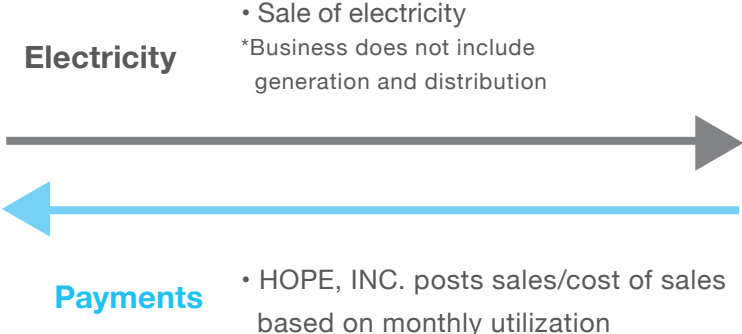 • Sale of electricity
Electricity
*Business does not include
generation and distribution
• HOPE, INC. posts sales/cost of sales
Payments
based on monthly utilization